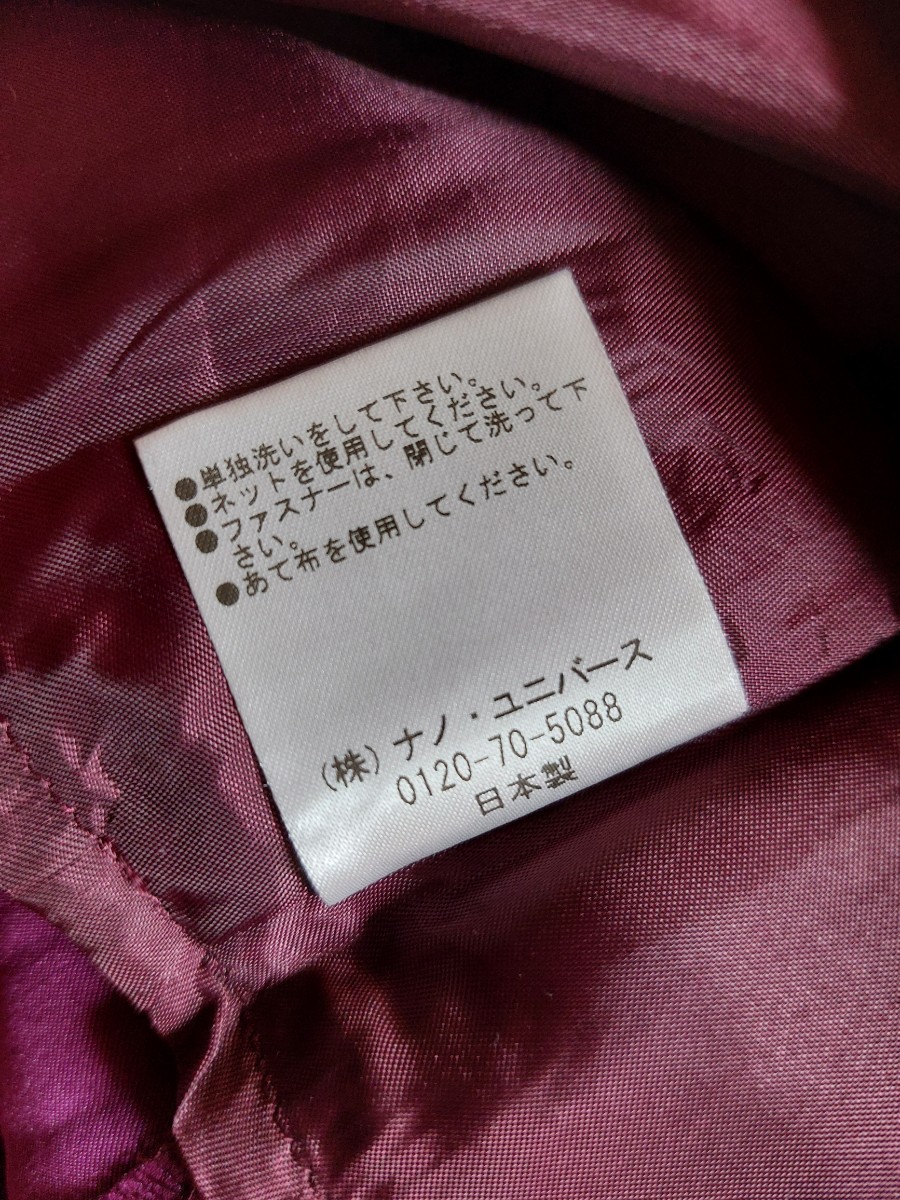 ●単独洗いをして下さい。
●ネットを使用してください。
●ファスナーは、閉じて洗って下
さい。
●あて布を使用してください。
(株)ナノ・ユニバース
0120-70-5088
日本製